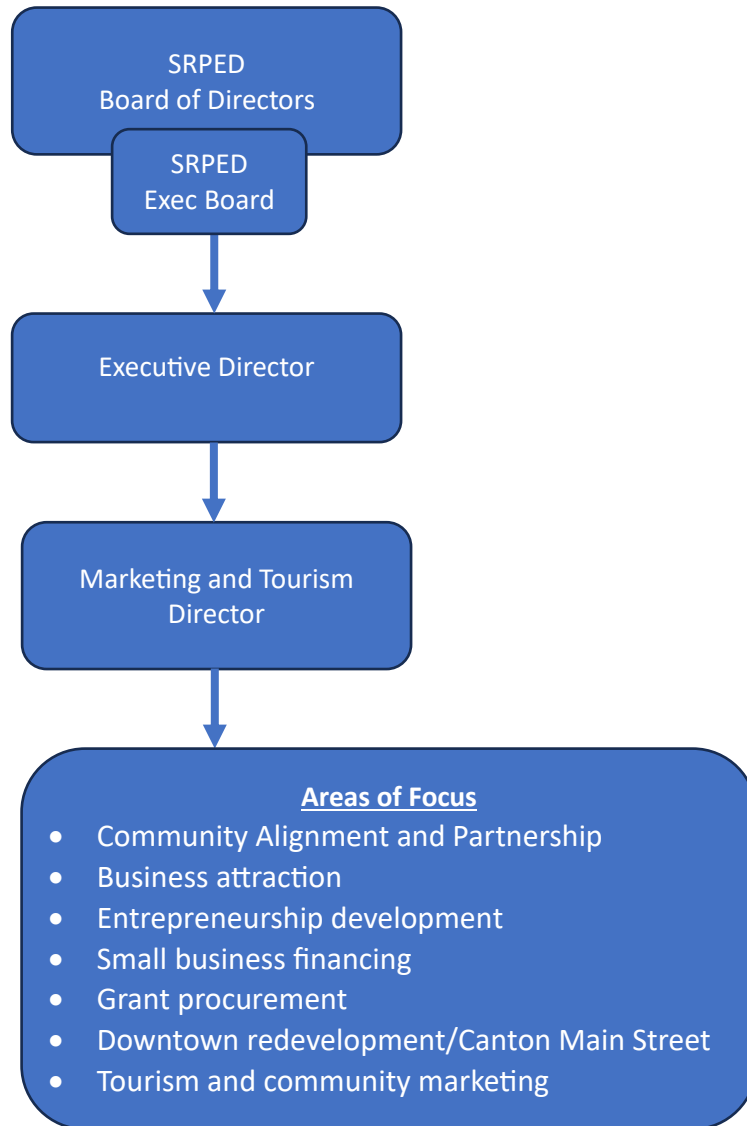 SRPED
Board of Directors
SRPED
Exec Board
Executive Director
Marketing and Tourism
Director
Areas of Focus
• Community Alignment and Partnership
• Business attraction
• Entrepreneurship development
• Small business financing
• Grant procurement
• Downtown redevelopment/Canton Main Street
• Tourism and community marketing